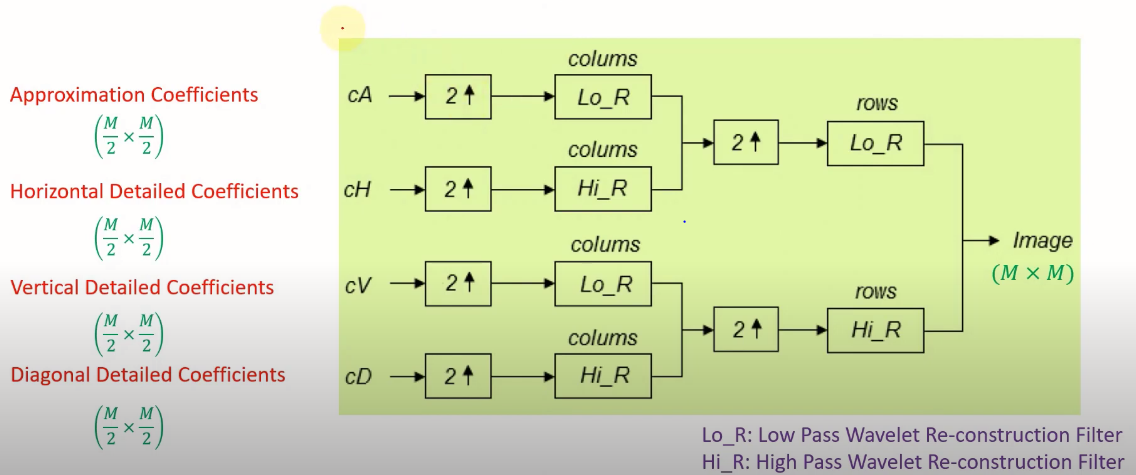 Approximation Coefficients
(M/2 × M/2)
Horizontal Detailed Coefficients
(M/2 × M/2)
Vertical Detailed Coefficients
(M/2 × M/2)
Diagonal Detailed Coefficients
(M/2 × M/2)
colums
cA 2↑ Lo_R
colums
cH 2↑ Hi_R
rows
2↑ Lo_R
colums
cV 2↑ Lo_R
colums
cD 2↑ Hi_R
rows
2↑ Hi_R
Image
(M × M)
Lo_R: Low Pass Wavelet Re-construction Filter
Hi_R: High Pass Wavelet Re-construction Filter